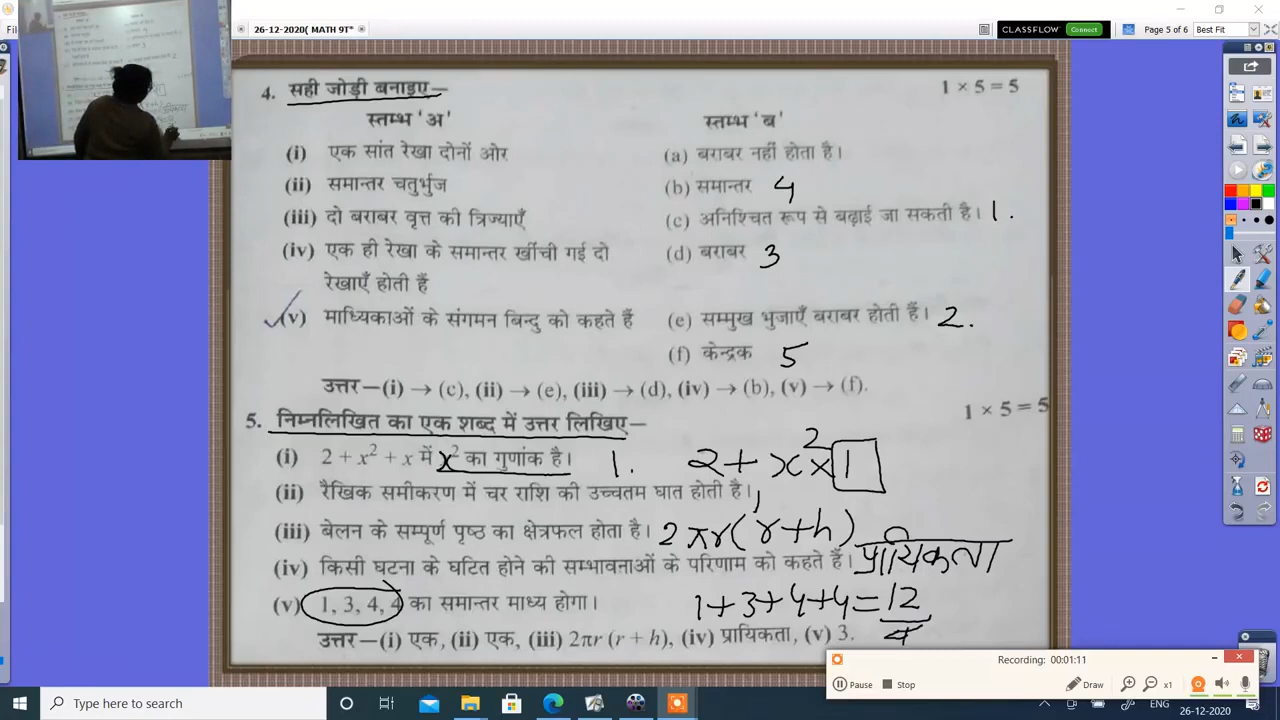 26-12-2020( MATH 9T*
CLASSFLOW Connect
Page 5 of 6
Best Fit
4. सही जोड़ी बनाइए—
1 × 5 = 5
स्तम्भ 'अ'
स्तम्भ 'ब'
(i) एक सांत रेखा दोनों ओर
(a) बराबर नहीं होता है।
(ii) समान्तर चतुर्भुज
(b) समान्तर 4
(iii) दो बराबर वृत्त की त्रिज्याएँ
(c) अनिश्चित रूप से बढ़ाई जा सकती है। 1.
(iv) एक ही रेखा के समान्तर खींची गई दो
(d) बराबर 3
रेखाएँ होती हैं
(v) माध्यिकाओं के संगमन बिन्दु को कहते हैं
(e) सम्मुख भुजाएँ बराबर होती हैं। 2.
(f) केन्द्रक 5
उत्तर—(i) → (c), (ii) → (e), (iii) → (d), (iv) → (b), (v) → (f).
5. निम्नलिखित का एक शब्द में उत्तर लिखिए—
1 × 5 = 5
(i) 2 + x² + x में x² का गुणांक है। 1. 2 + x² × 1
(ii) रैखिक समीकरण में चर राशि की उच्चतम घात होती है। 1
(iii) बेलन के सम्पूर्ण पृष्ठ का क्षेत्रफल होता है। 2πr(r+h)
(iv) किसी घटना के घटित होने की सम्भावनाओं के परिणाम को कहते हैं। प्रायिकता
(v) 1, 3, 4, 4 का समान्तर माध्य होगा। 1+3+4+4=12/4
उत्तर—(i) एक, (ii) एक, (iii) 2πr (r + h), (iv) प्रायिकता, (v) 3.
Recording: 00:01:11
Pause Stop Draw x1
Type here to search
ENG
26-12-2020